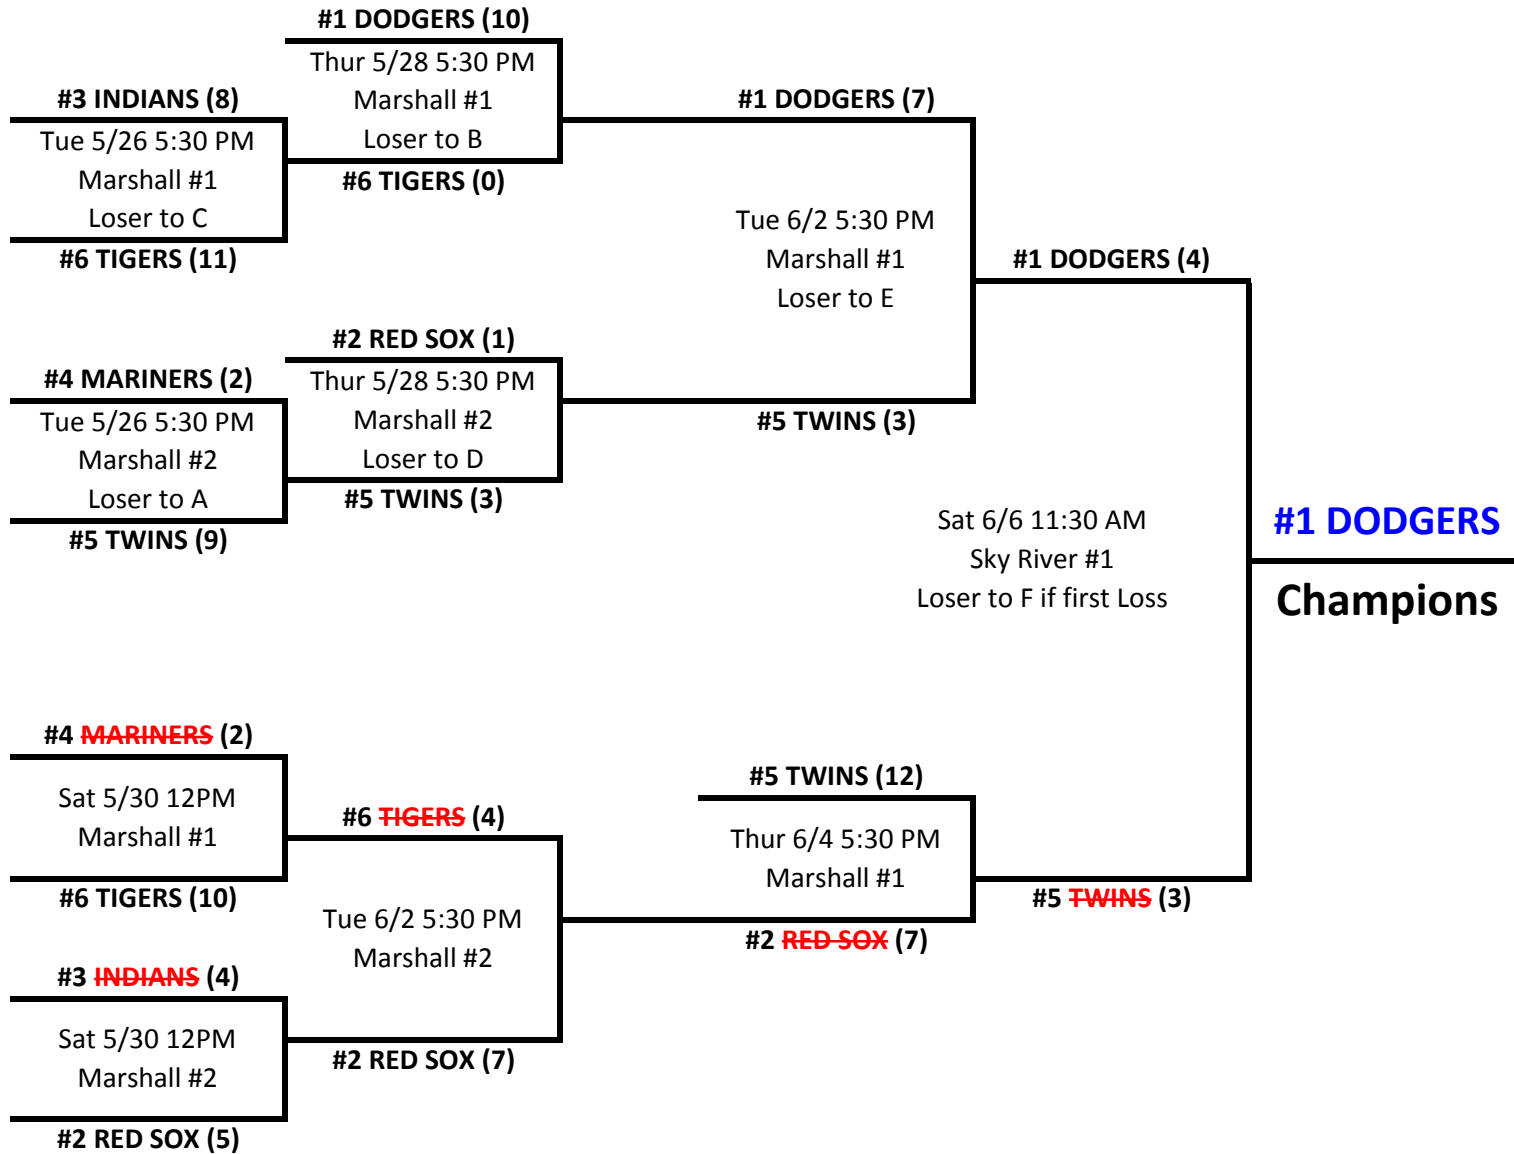 #1 DODGERS (10)
Thur 5/28 5:30 PM
Marshall #1
Loser to B
#6 TIGERS (0)
#3 INDIANS (8)
Tue 5/26 5:30 PM
Marshall #1
Loser to C
#6 TIGERS (11)
#1 DODGERS (7)
Tue 6/2 5:30 PM
Marshall #1
Loser to E
#5 TWINS (3)
#2 RED SOX (1)
Thur 5/28 5:30 PM
Marshall #2
Loser to D
#5 TWINS (3)
#4 MARINERS (2)
Tue 5/26 5:30 PM
Marshall #2
Loser to A
#5 TWINS (9)
#1 DODGERS (4)
Sat 6/6 11:30 AM
Sky River #1
Loser to F if first Loss
#1 DODGERS
Champions
#4 MARINERS (2)
Sat 5/30 12PM
Marshall #1
#6 TIGERS (10)
#6 TIGERS (4)
Tue 6/2 5:30 PM
Marshall #2
#2 RED SOX (7)
#3 INDIANS (4)
Sat 5/30 12PM
Marshall #2
#2 RED SOX (5)
#5 TWINS (12)
Thur 6/4 5:30 PM
Marshall #1
#2 RED SOX (7)
#5 TWINS (3)